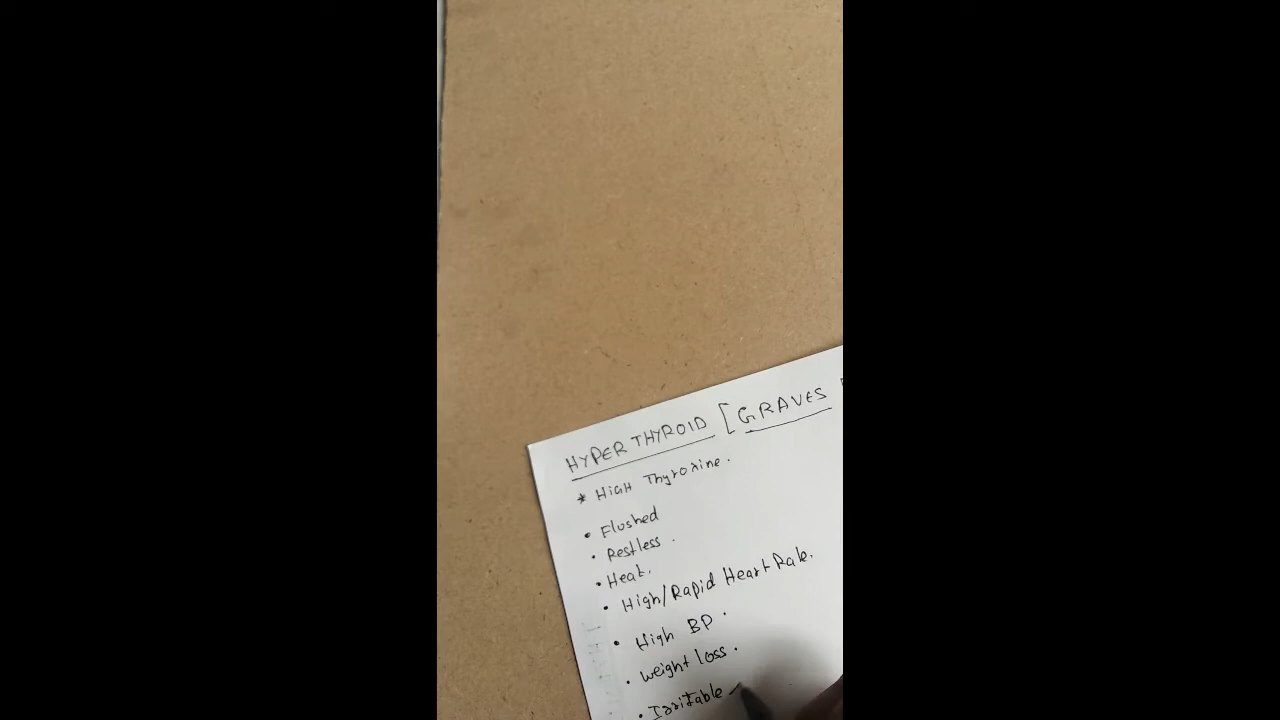 HYPERTHYROID [GRAVES
* HIGH Thyroxine.
• Flushed
• Restless.
• Heat.
• High/Rapid Heart Rate.
• High BP.
• weight loss.
• Irritable